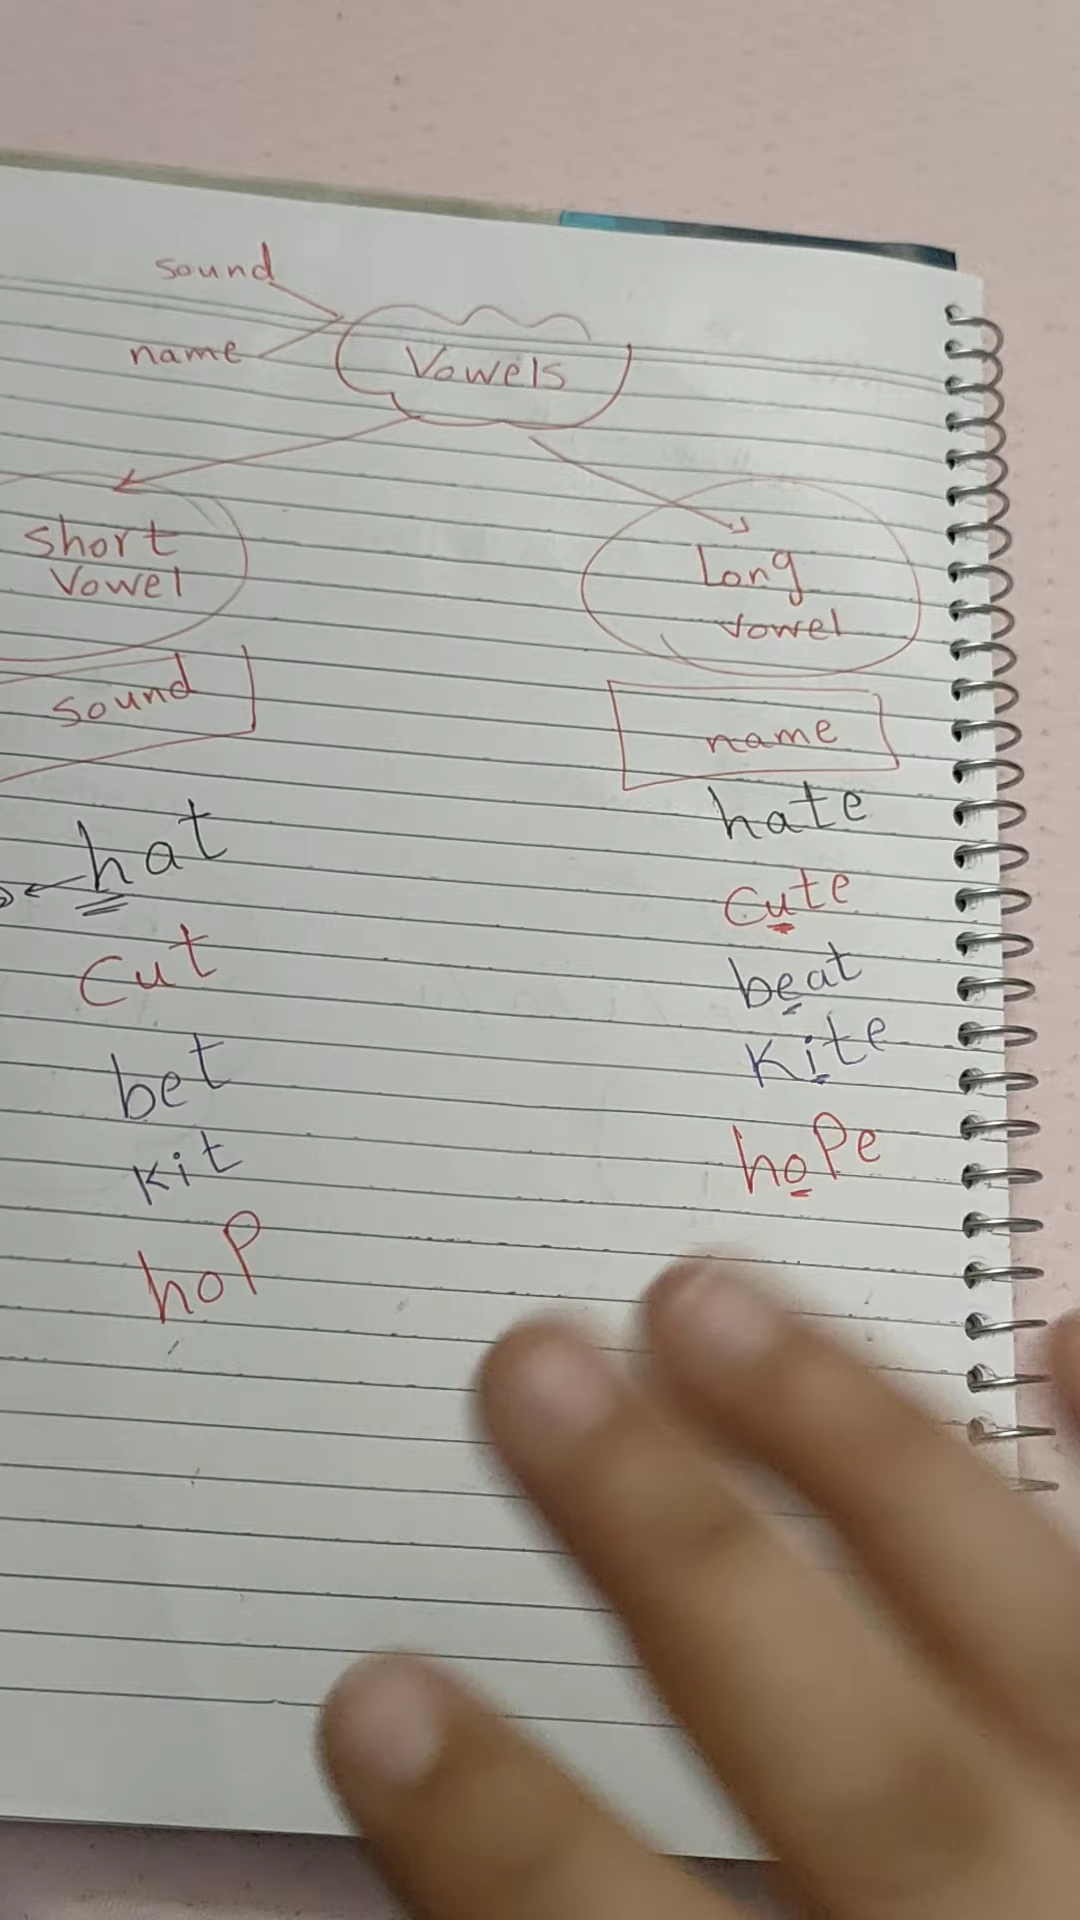 sound
name
Vowels
short
Vowel
Long
vowel
sound
name
hat
hate
cut
cute
bet
beat
kit
kite
hop
hope